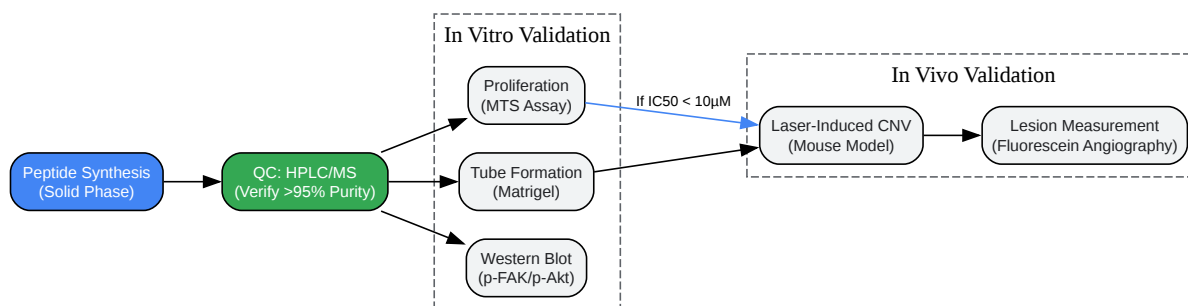 In Vitro Validation
In Vivo Validation
Peptide Synthesis
(Solid Phase)
QC: HPLC/MS
(Verify >95% Purity)
Proliferation
(MTS Assay)
If IC50 < 10µM
Tube Formation
(Matrigel)
Western Blot
(p-FAK/p-Akt)
Laser-Induced CNV
(Mouse Model)
Lesion Measurement
(Fluorescein Angiography)